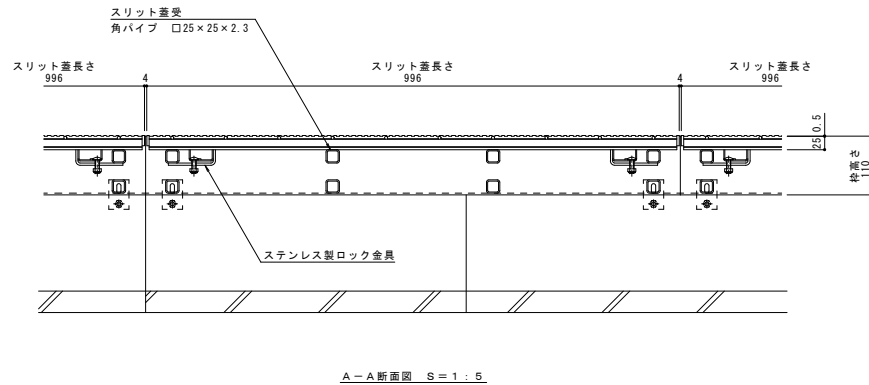 スリット蓋受
角パイプ □25×25×2.3
スリット蓋長さ
996
4
スリット蓋長さ
996
4
スリット蓋長さ
996
25
0.5
枠高さ
110
ステンレス製ロック金具
A－A断面図 S＝1：5